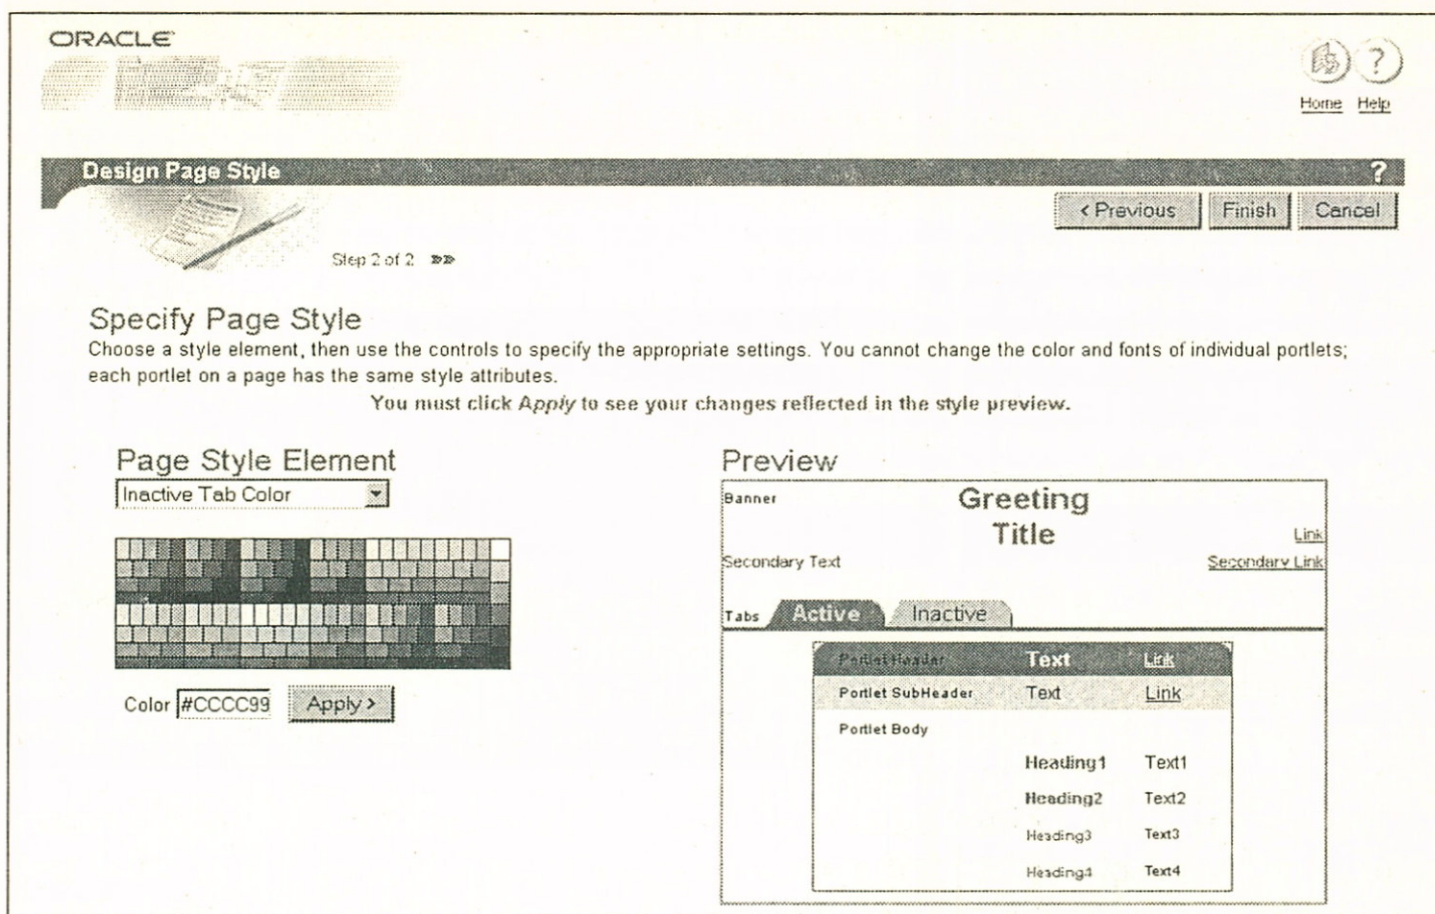 ORACLE
Home Help
Design Page Style ?
< Previous Finish Cancel
Step 2 of 2
Specify Page Style
Choose a style element, then use the controls to specify the appropriate settings. You cannot change the color and fonts of individual portlets;
each portlet on a page has the same style attributes.
You must click Apply to see your changes reflected in the style preview.
Page Style Element
Inactive Tab Color
Color #CCCC99 Apply >
Preview
Banner Greeting
Title
Link
Secondary Text Secondary Link
Tabs Active Inactive
Portlet Header Text Link
Portlet SubHeader Text Link
Portlet Body
Heading1 Text1
Heading2 Text2
Heading3 Text3
Heading4 Text4